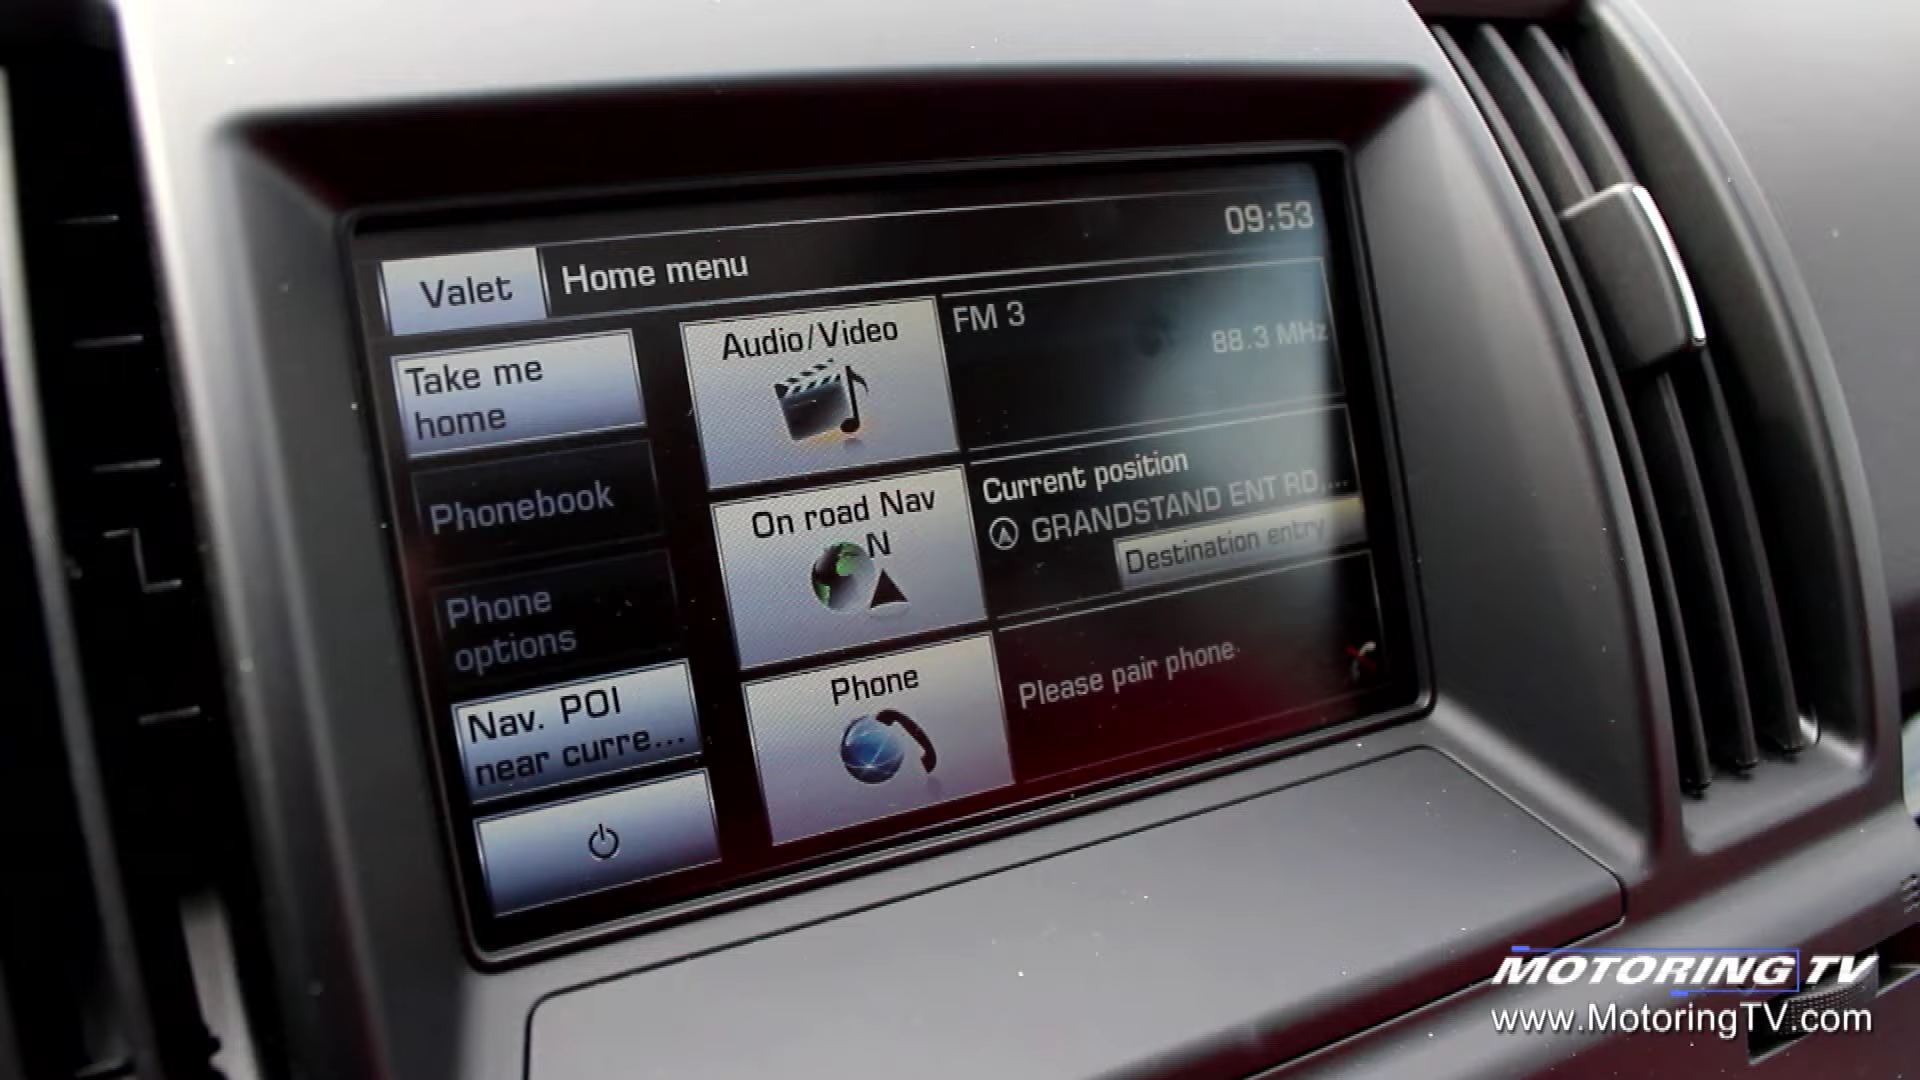 09:53
Valet
Home menu
Take me
home
Phonebook
Phone
options
Nav. POI
near curre...
Audio/Video
FM 3
88.3 MHz
On road Nav
N
Current position
GRANDSTAND ENT RD,...
Destination entry
Phone
Please pair phone
MOTORING TV
www.MotoringTV.com